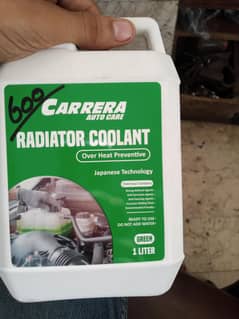 600
CARRERA
AUTO CARE
RADIATOR COOLANT
Over Heat Preventive
Japanese Technology
READY TO USE
DO NOT ADD WATER!
GREEN
1 LITER